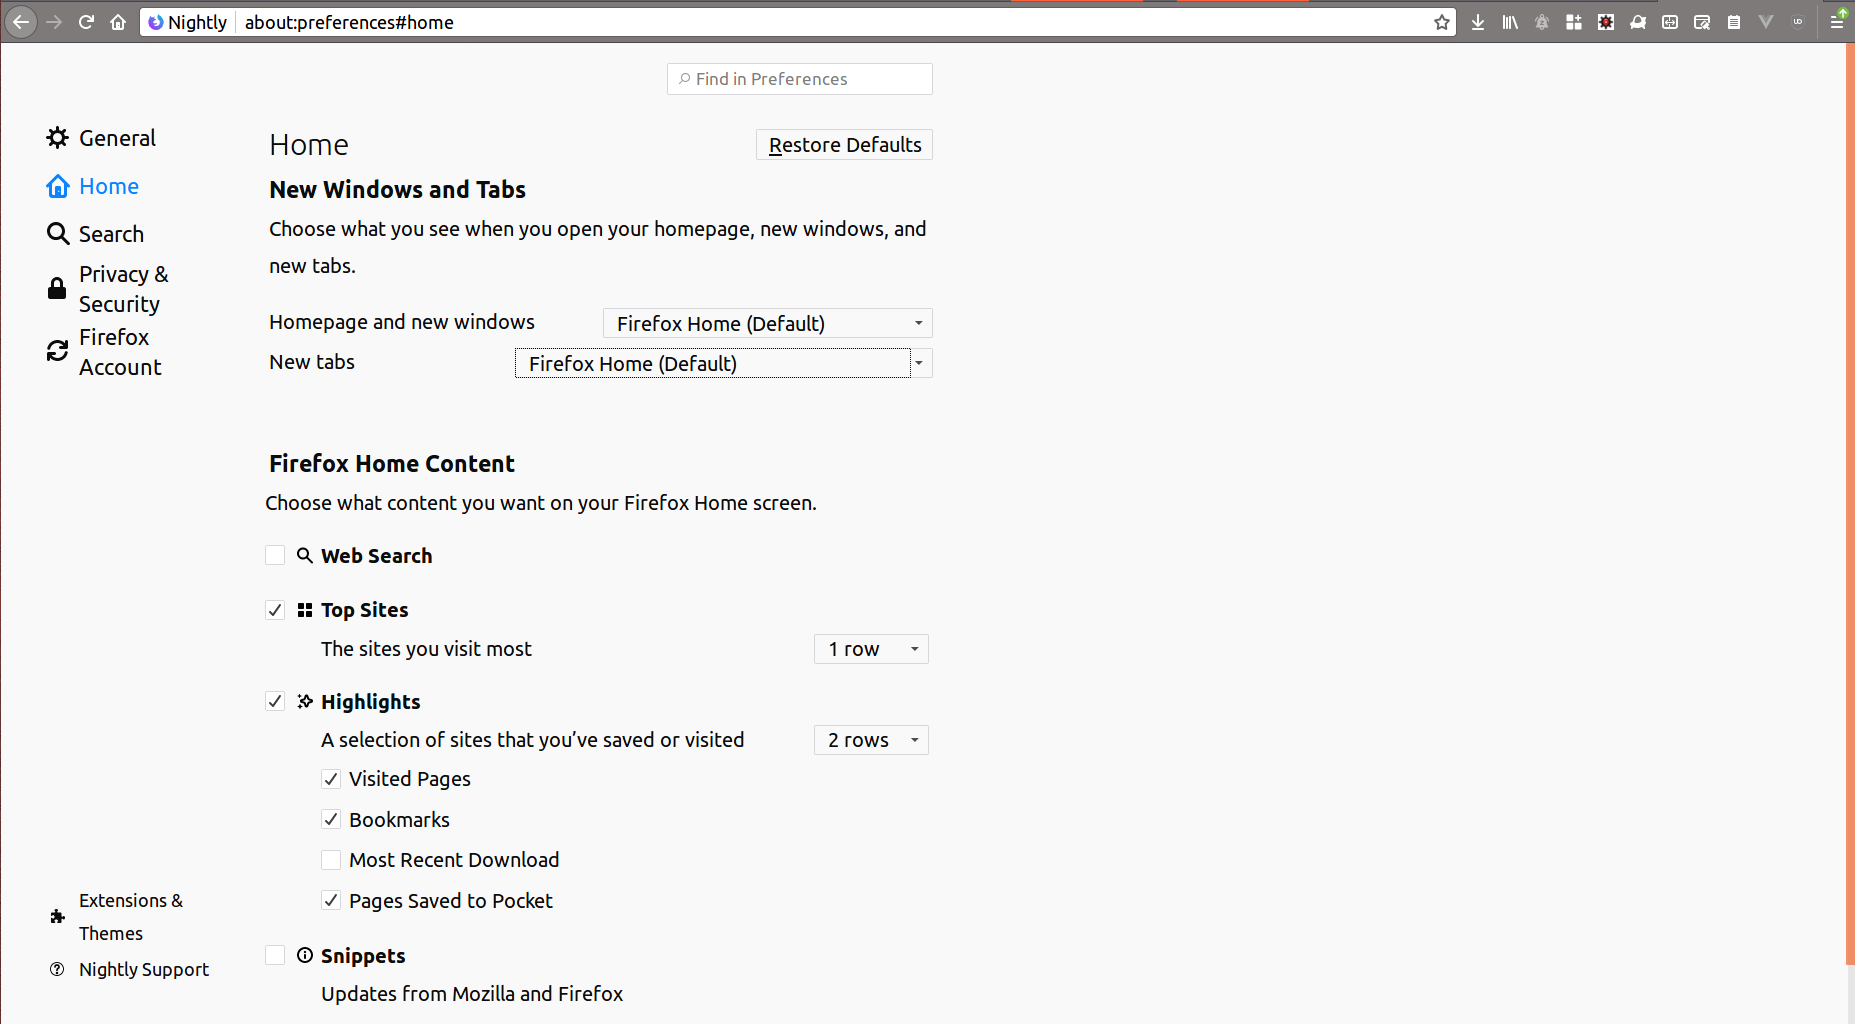 Nightly about:preferences#home
Find in Preferences
General
Home
Search
Privacy &
Security
Firefox
Account
Extensions &
Themes
Nightly Support
Home
Restore Defaults
New Windows and Tabs
Choose what you see when you open your homepage, new windows, and
new tabs.
Homepage and new windows
Firefox Home (Default)
New tabs
Firefox Home (Default)
Firefox Home Content
Choose what content you want on your Firefox Home screen.
Web Search
Top Sites
The sites you visit most
1 row
Highlights
A selection of sites that you’ve saved or visited
2 rows
Visited Pages
Bookmarks
Most Recent Download
Pages Saved to Pocket
Snippets
Updates from Mozilla and Firefox